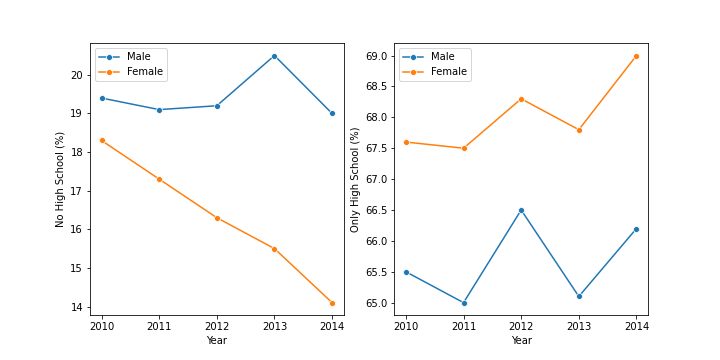 Male
Female
20
19
18
17
16
15
14
No High School (%)
2010 2011 2012 2013 2014
Year
Male
Female
69.0
68.5
68.0
67.5
67.0
66.5
66.0
65.5
65.0
Only High School (%)
2010 2011 2012 2013 2014
Year